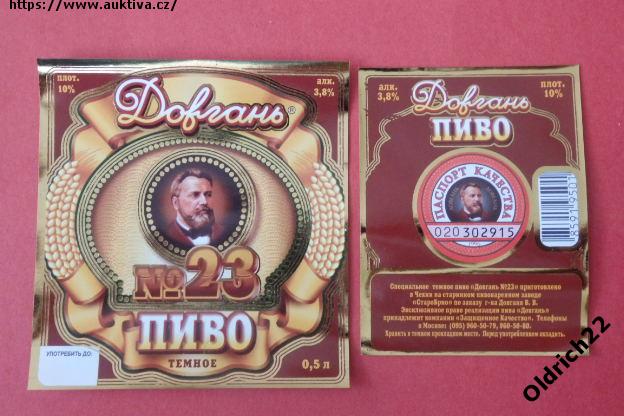 https://www.auktiva.cz/
плот.
10%
алк.
3,8%
Довгань®
№23
ПИВО
ТЕМНОЕ
УПОТРЕБИТЬ ДО:
0,5 л
алк.
3,8%
плот.
10%
Довгань
ПИВО
ПАСПОРТ КАЧЕСТВА
020 302915
Специальное темное пиво «Довгань №23» приготовлено
в Чехии на старинном пивоваренном заводе
«СтароБрно» по заказу г-на Довганя В. В.
Эксклюзивное право реализации пива «Довгань»
принадлежит компании «Защищенное Качество». Телефоны
в Москве: (095) 960-50-79, 960-50-80.
Хранить в темном прохладном месте. Перед употреблением охладить.
Oldrich22